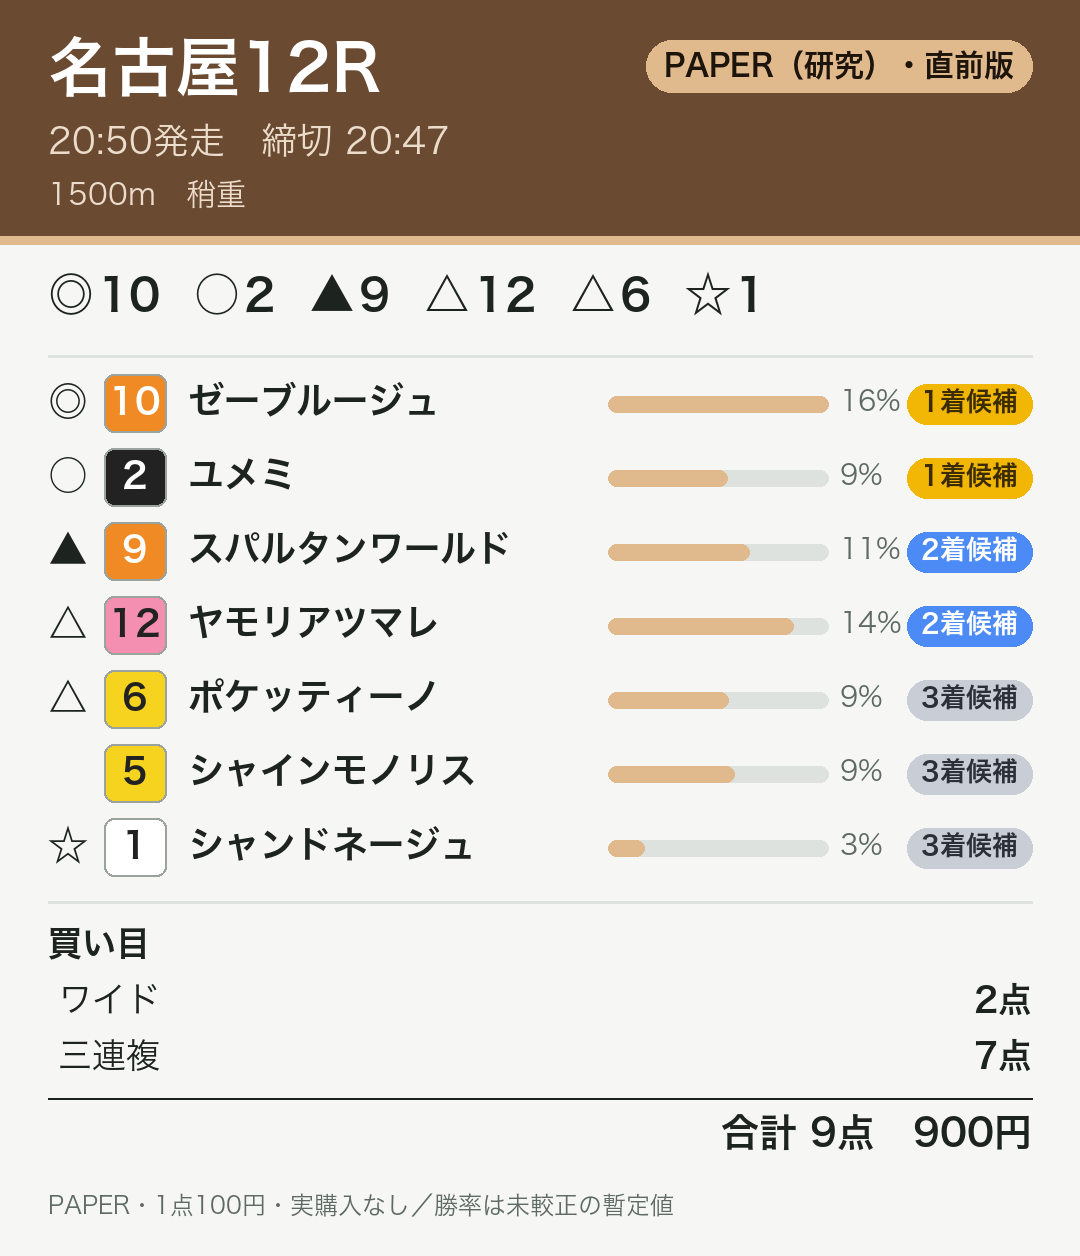 名古屋12R
PAPER（研究）・直前版
20:50発走　締切 20:47
1500m　稍重
◎10 ○2 ▲9 △12 △6 ☆1
◎ 10 ゼーブルージュ 16% 1着候補
○ 2 ユメミ 9% 1着候補
▲ 9 スパルタンワールド 11% 2着候補
△ 12 ヤモリアツマレ 14% 2着候補
△ 6 ポケッティーノ 9% 3着候補
5 シャインモノリス 9% 3着候補
☆ 1 シャンドネージュ 3% 3着候補
買い目
ワイド 2点
三連複 7点
合計 9点　900円
PAPER・1点100円・実購入なし／勝率は未較正の暫定値